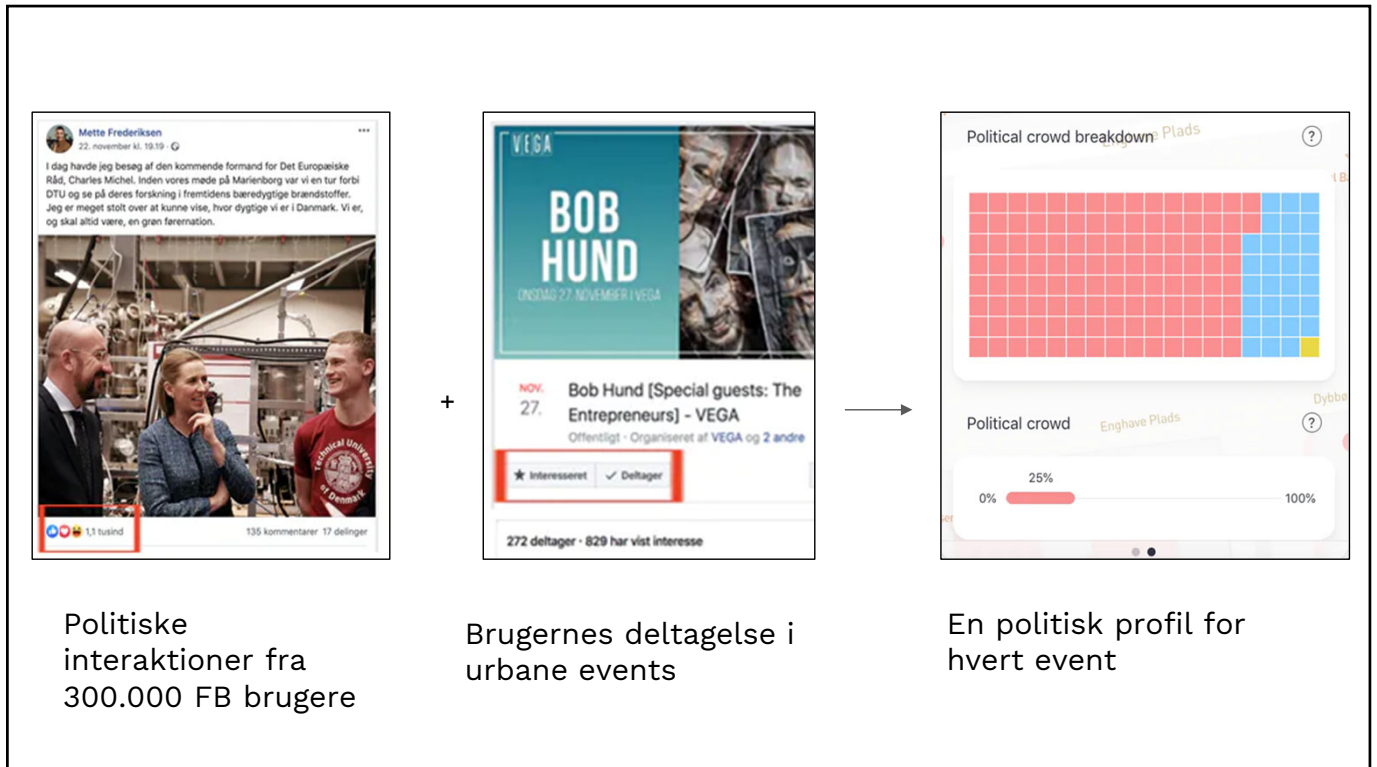 Mette Frederiksen
22. november kl. 19.19 ·
I dag havde jeg besøg af den kommende formand for Det Europæiske
Råd, Charles Michel. Inden vores møde på Marienborg var vi en tur forbi
DTU og se på deres forskning i fremtidens bæredygtige brændstoffer.
Jeg er meget stolt over at kunne vise, hvor dygtige vi er i Danmark. Vi er,
og skal altid være, en grøn førernation.
Technical University
of Denmark
1,1 tusind
135 kommentarer 17 delinger
Politiske
interaktioner fra
300.000 FB brugere
+
VEGA
BOB
HUND
ONSDAG 27. NOVEMBER I VEGA
NOV.
27.
Bob Hund [Special guests: The
Entrepreneurs] - VEGA
Offentligt · Organiseret af VEGA og 2 andre
Interesseret
Deltager
272 deltager · 829 har vist interesse
Brugernes deltagelse i
urbane events
Political crowd breakdown
?
Enghave Plads
Political crowd
Enghave Plads
?
25%
0%
100%
En politisk profil for
hvert event